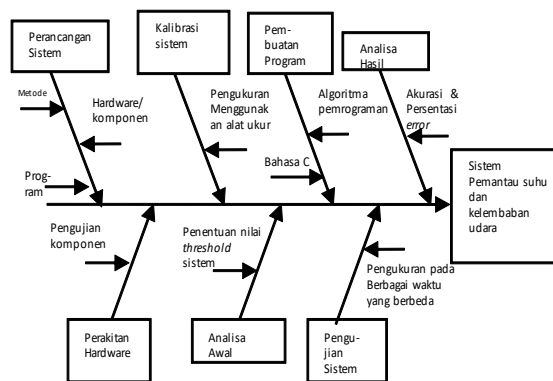 Perancangan
Sistem
Kalibrasi
sistem
Pem-
buatan
Program
Analisa
Hasil
Metode
Hardware/
komponen
Prog-
ram
Pengukuran
Menggunak
an alat ukur
Algoritma
pemrograman
Bahasa C
Akurasi &
Persentasi
error
Sistem
Pemantau suhu
dan
kelembaban
udara
Pengujian
komponen
Penentuan nilai
threshold
sistem
Pengukuran pada
Berbagai waktu
yang berbeda
Perakitan
Hardware
Analisa
Awal
Pengu-
jian
Sistem